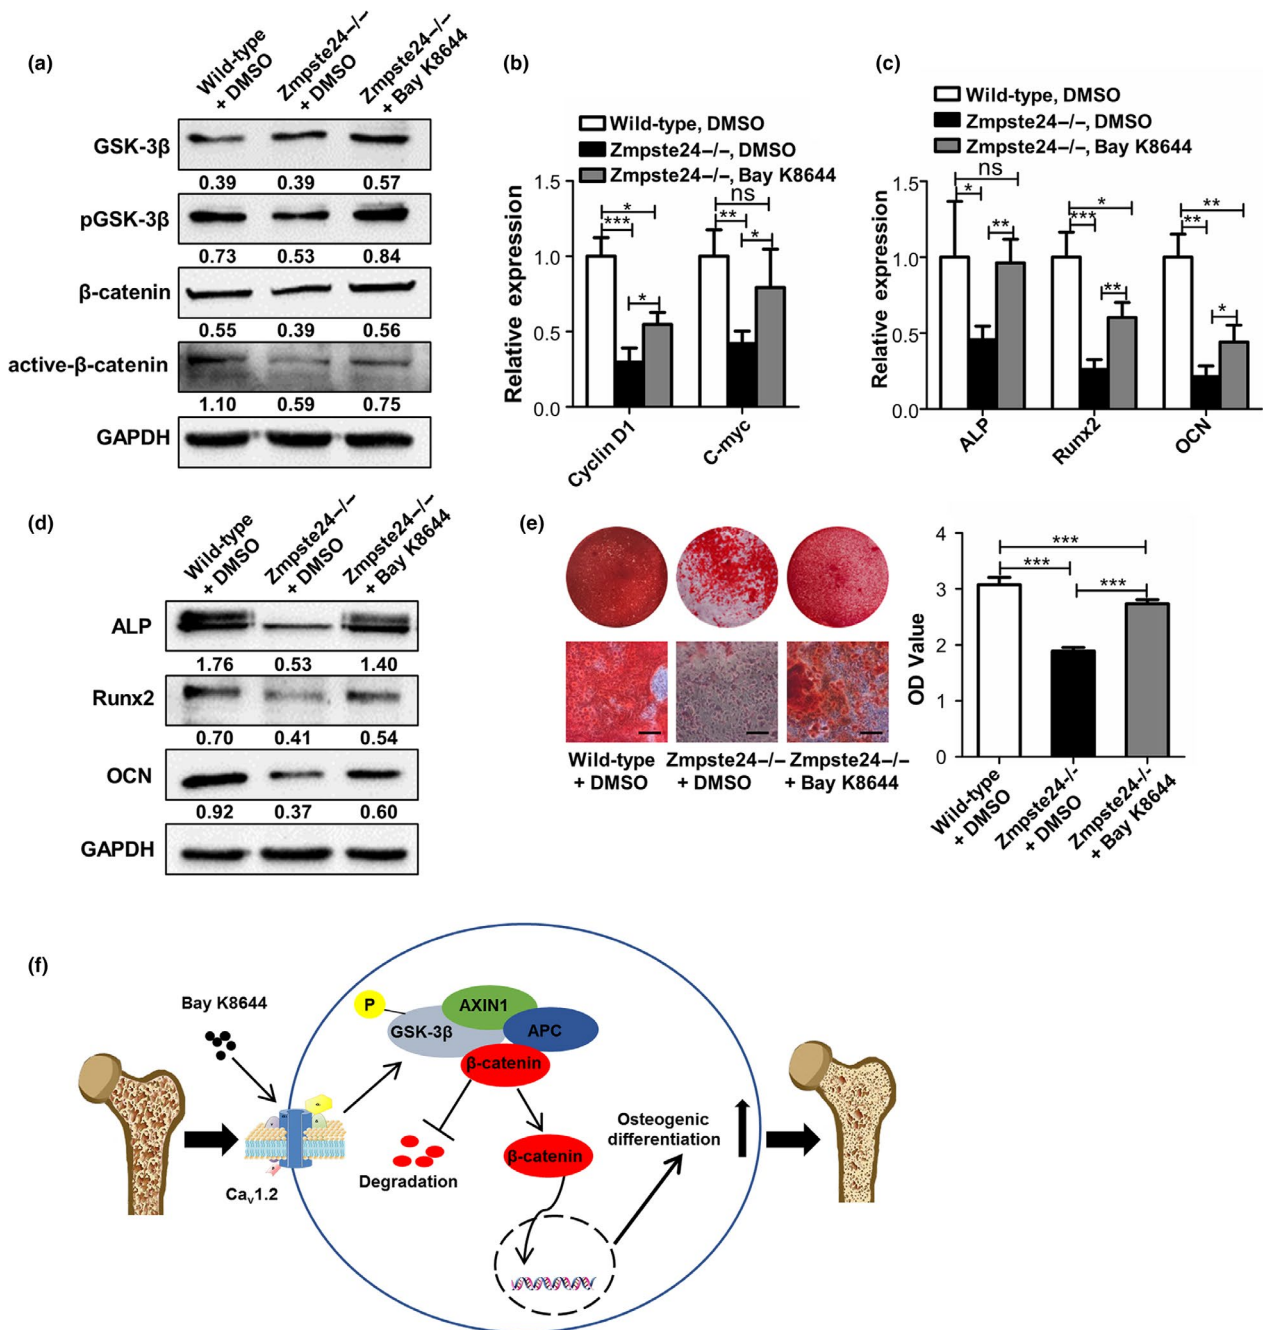 (a)
Wild-type
+ DMSO
Zmpste24–/–
+ DMSO
Zmpste24–/–
+ Bay K8644
GSK-3β
0.39 0.39 0.57
pGSK-3β
0.73 0.53 0.84
β-catenin
0.55 0.39 0.56
active-β-catenin
1.10 0.59 0.75
GAPDH
(b)
Wild-type, DMSO
Zmpste24–/–, DMSO
Zmpste24–/–, Bay K8644
Relative expression
1.5
1.0
0.5
0.0
*
***
*
ns
**
*
Cyclin D1
C-myc
(c)
Wild-type, DMSO
Zmpste24–/–, DMSO
Zmpste24–/–, Bay K8644
Relative expression
1.5
1.0
0.5
0.0
ns
*
**
*
***
**
**
**
*
ALP
Runx2
OCN
(d)
Wild-type
+ DMSO
Zmpste24–/–
+ DMSO
Zmpste24–/–
+ Bay K8644
ALP
1.76 0.53 1.40
Runx2
0.70 0.41 0.54
OCN
0.92 0.37 0.60
GAPDH
(e)
Wild-type
+ DMSO
Zmpste24–/–
+ DMSO
Zmpste24–/–
+ Bay K8644
OD Value
4
3
2
1
0
***
***
***
Wild-type
+ DMSO
Zmpste24-/-
+ DMSO
Zmpste24-/-
+ Bay K8644
(f)
Bay K8644
P
GSK-3β
AXIN1
APC
β-catenin
Degradation
β-catenin
Osteogenic
differentiation
Cav1.2